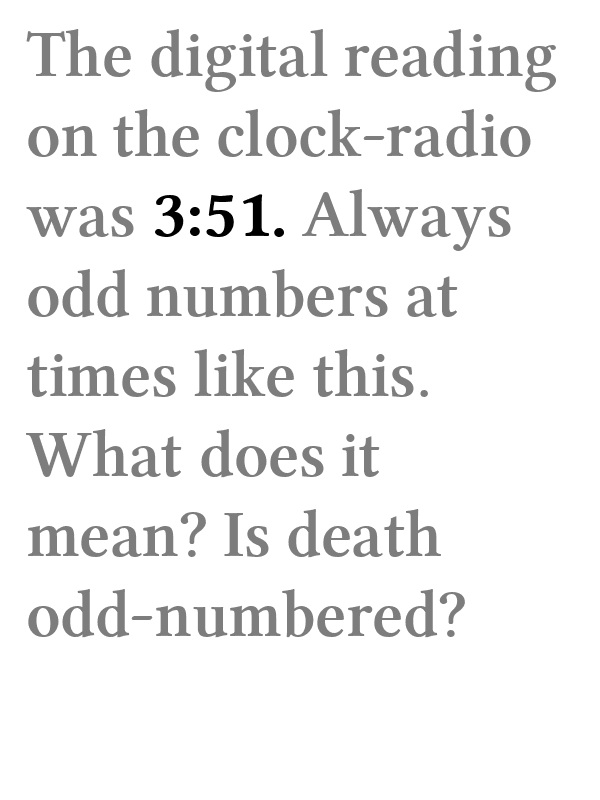 The digital reading
on the clock-radio
was 3:51. Always
odd numbers at
times like this.
What does it
mean? Is death
odd-numbered?